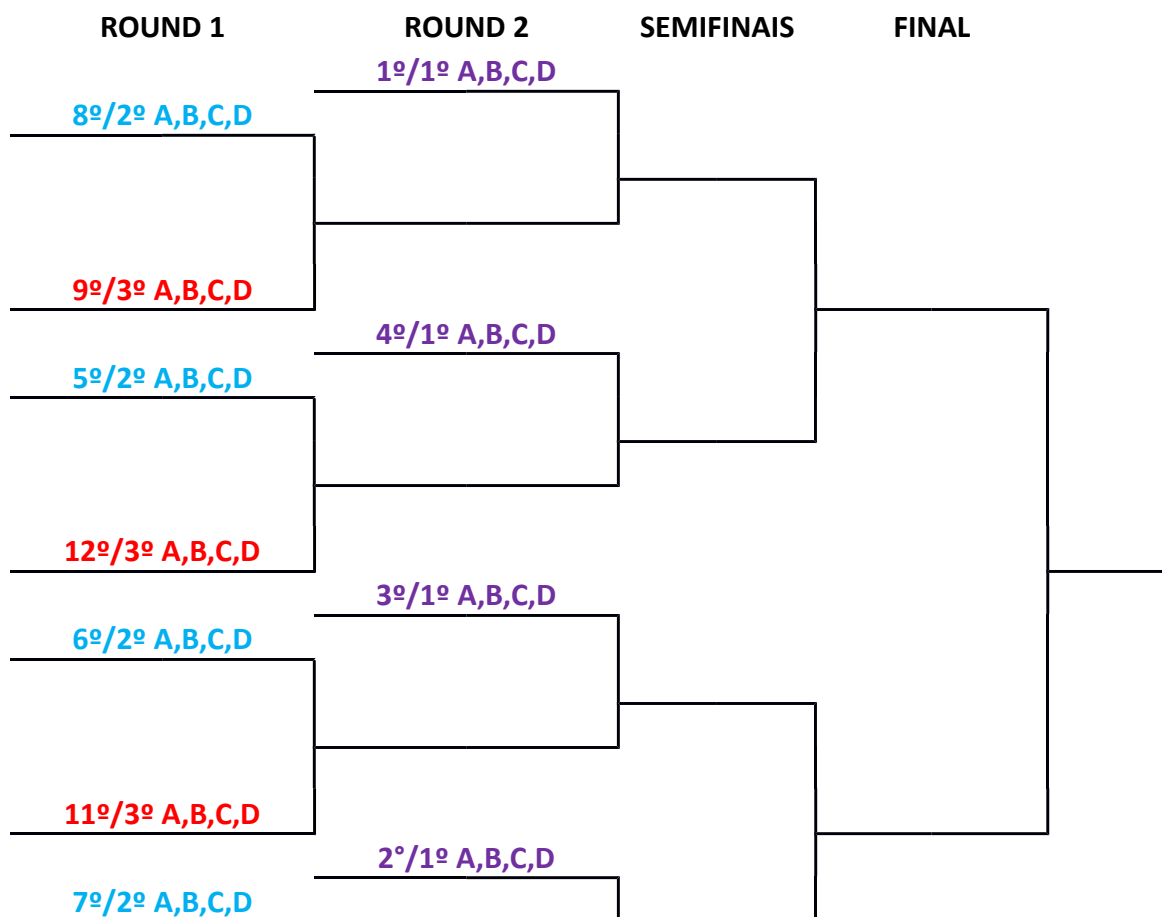 ROUND 1 ROUND 2 SEMIFINAIS FINAL
1º/1º A,B,C,D
8º/2º A,B,C,D
9º/3º A,B,C,D
4º/1º A,B,C,D
5º/2º A,B,C,D
12º/3º A,B,C,D
3º/1º A,B,C,D
6º/2º A,B,C,D
11º/3º A,B,C,D
2°/1º A,B,C,D
7º/2º A,B,C,D